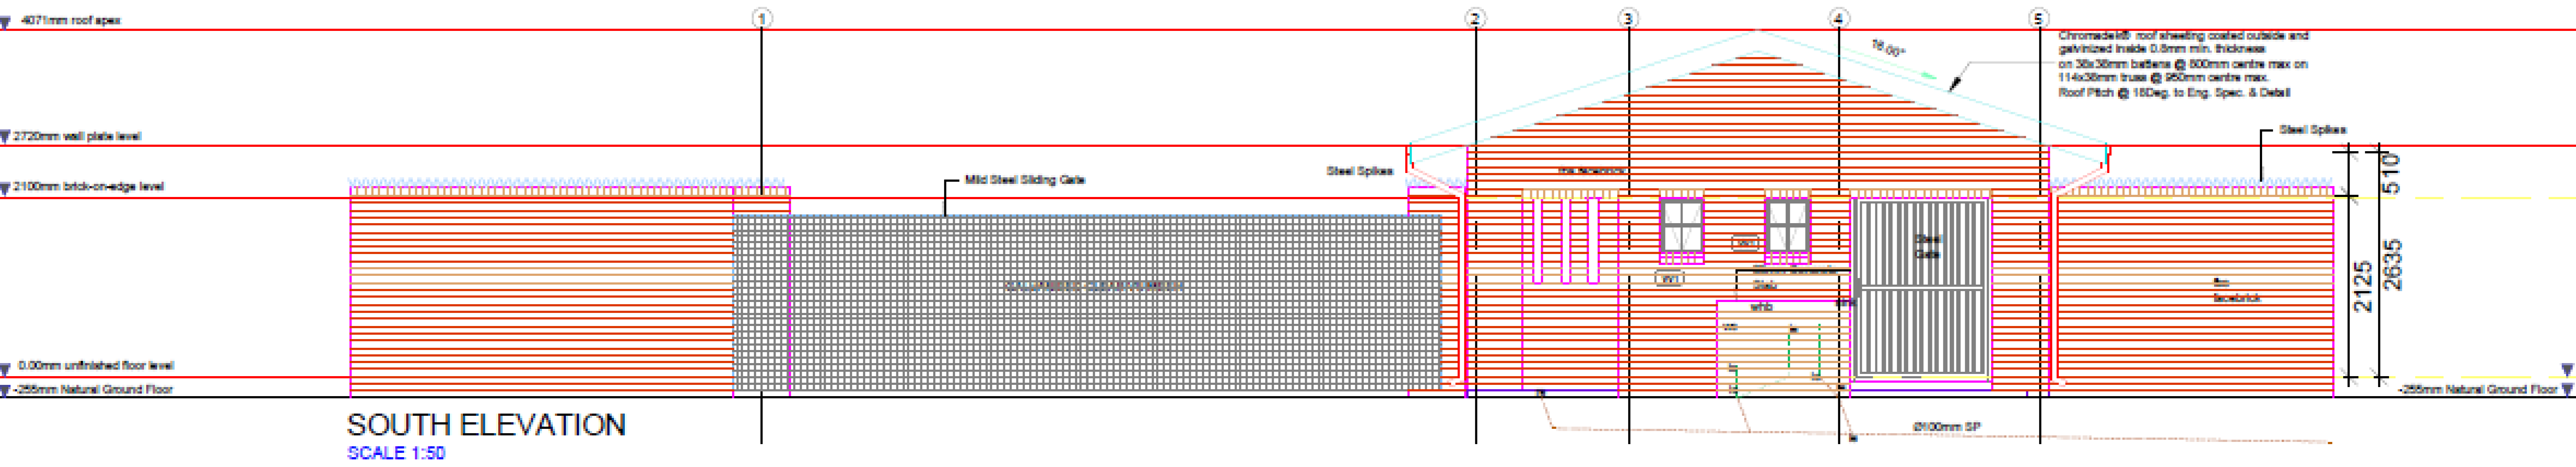 4071mm roof apex
1
2
3
4
5
18.00°
Chromadek® roof sheeting coated outside and
galvinized inside 0.8mm min. thickness
on 38x38mm battens @ 800mm centre max on
114x38mm truss @ 950mm centre max.
Roof Pitch @ 18Deg. to Eng. Spec. & Detail
2720mm wall plate level
Steel Spikes
Steel Spikes
510
2100mm brick-on-edge level
Mild Steel Sliding Gate
Steel
Gate
2635
2125
W1
Slab
facebrick
whb
0.00mm unfinished floor level
-255mm Natural Ground Floor
-255mm Natural Ground Floor
Ø100mm SP
SOUTH ELEVATION
SCALE 1:50